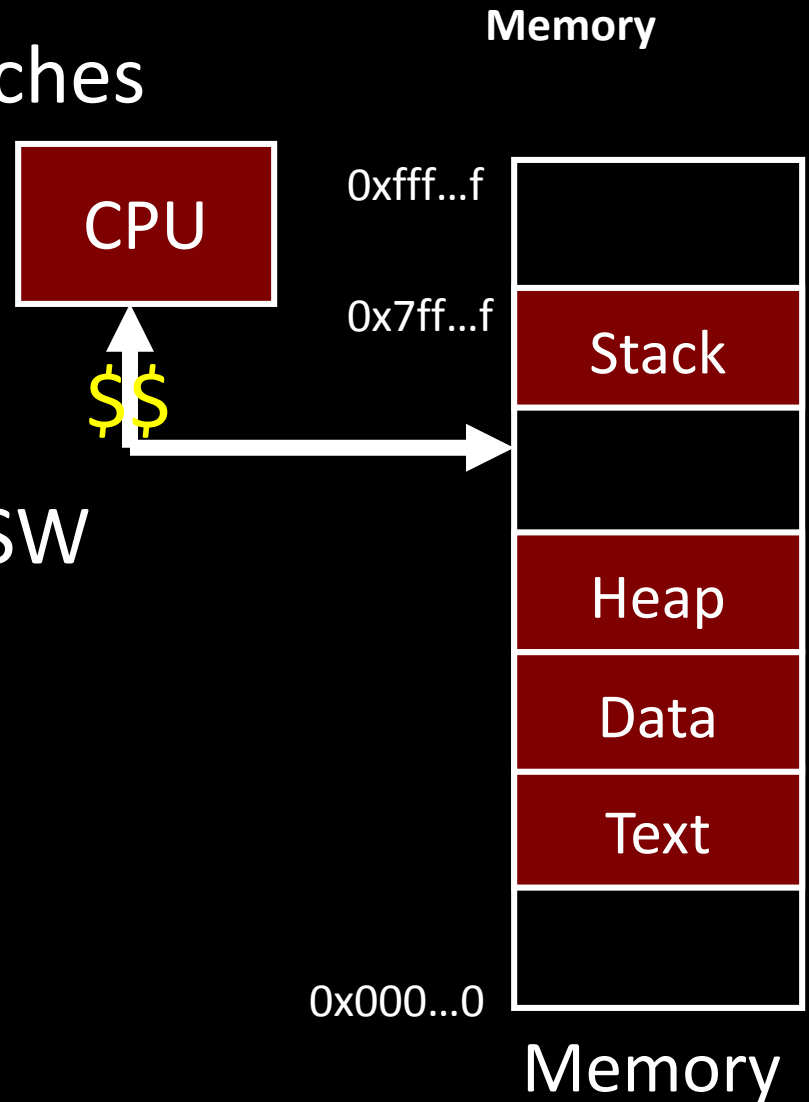 Memory
ches
CPU
0xfff...f
0x7ff...f
Stack
$$
SW
Heap
Data
Text
0x000...0
Memory